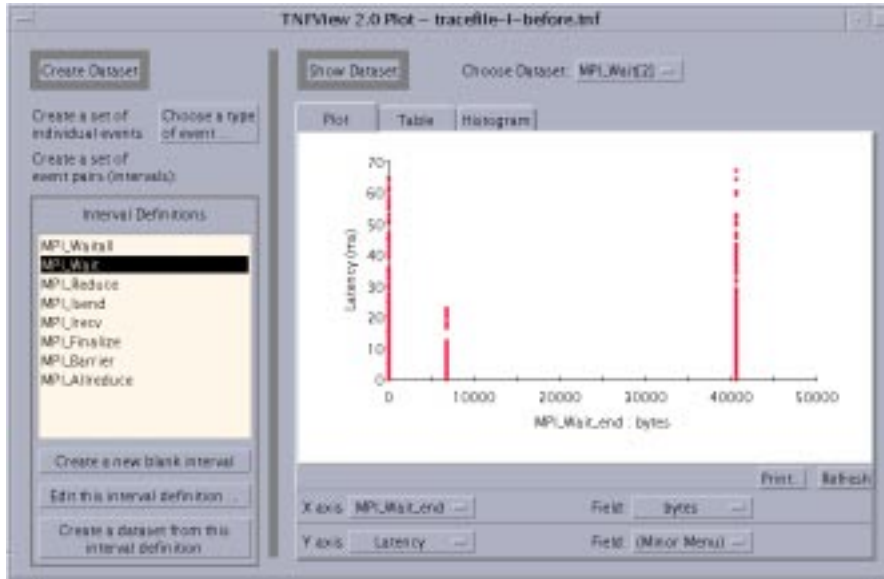 TNFView 2.0 Plot - tracefile-1-before.tnf
Create Dataset
Create a set of
individual events
Choose a type
of event ...
Create a set of
event pairs (intervals):
Interval Definitions
MPI_Waitall
MPI_Wait
MPI_Reduce
MPI_Isend
MPI_Irecv
MPI_Finalize
MPI_Barrier
MPI_Allreduce
Create a new blank interval
Edit this interval definition ...
Create a dataset from this
interval definition
Show Dataset
Choose Dataset: MPI_Wait[2]
Plot Table Histogram
70
60
50
40
30
20
10
0
Latency (ms)
0 10000 20000 30000 40000 50000
MPI_Wait_end : bytes
Print... Refresh
X axis MPI_Wait_end Field: bytes
Y axis Latency Field: (Minor Menu)